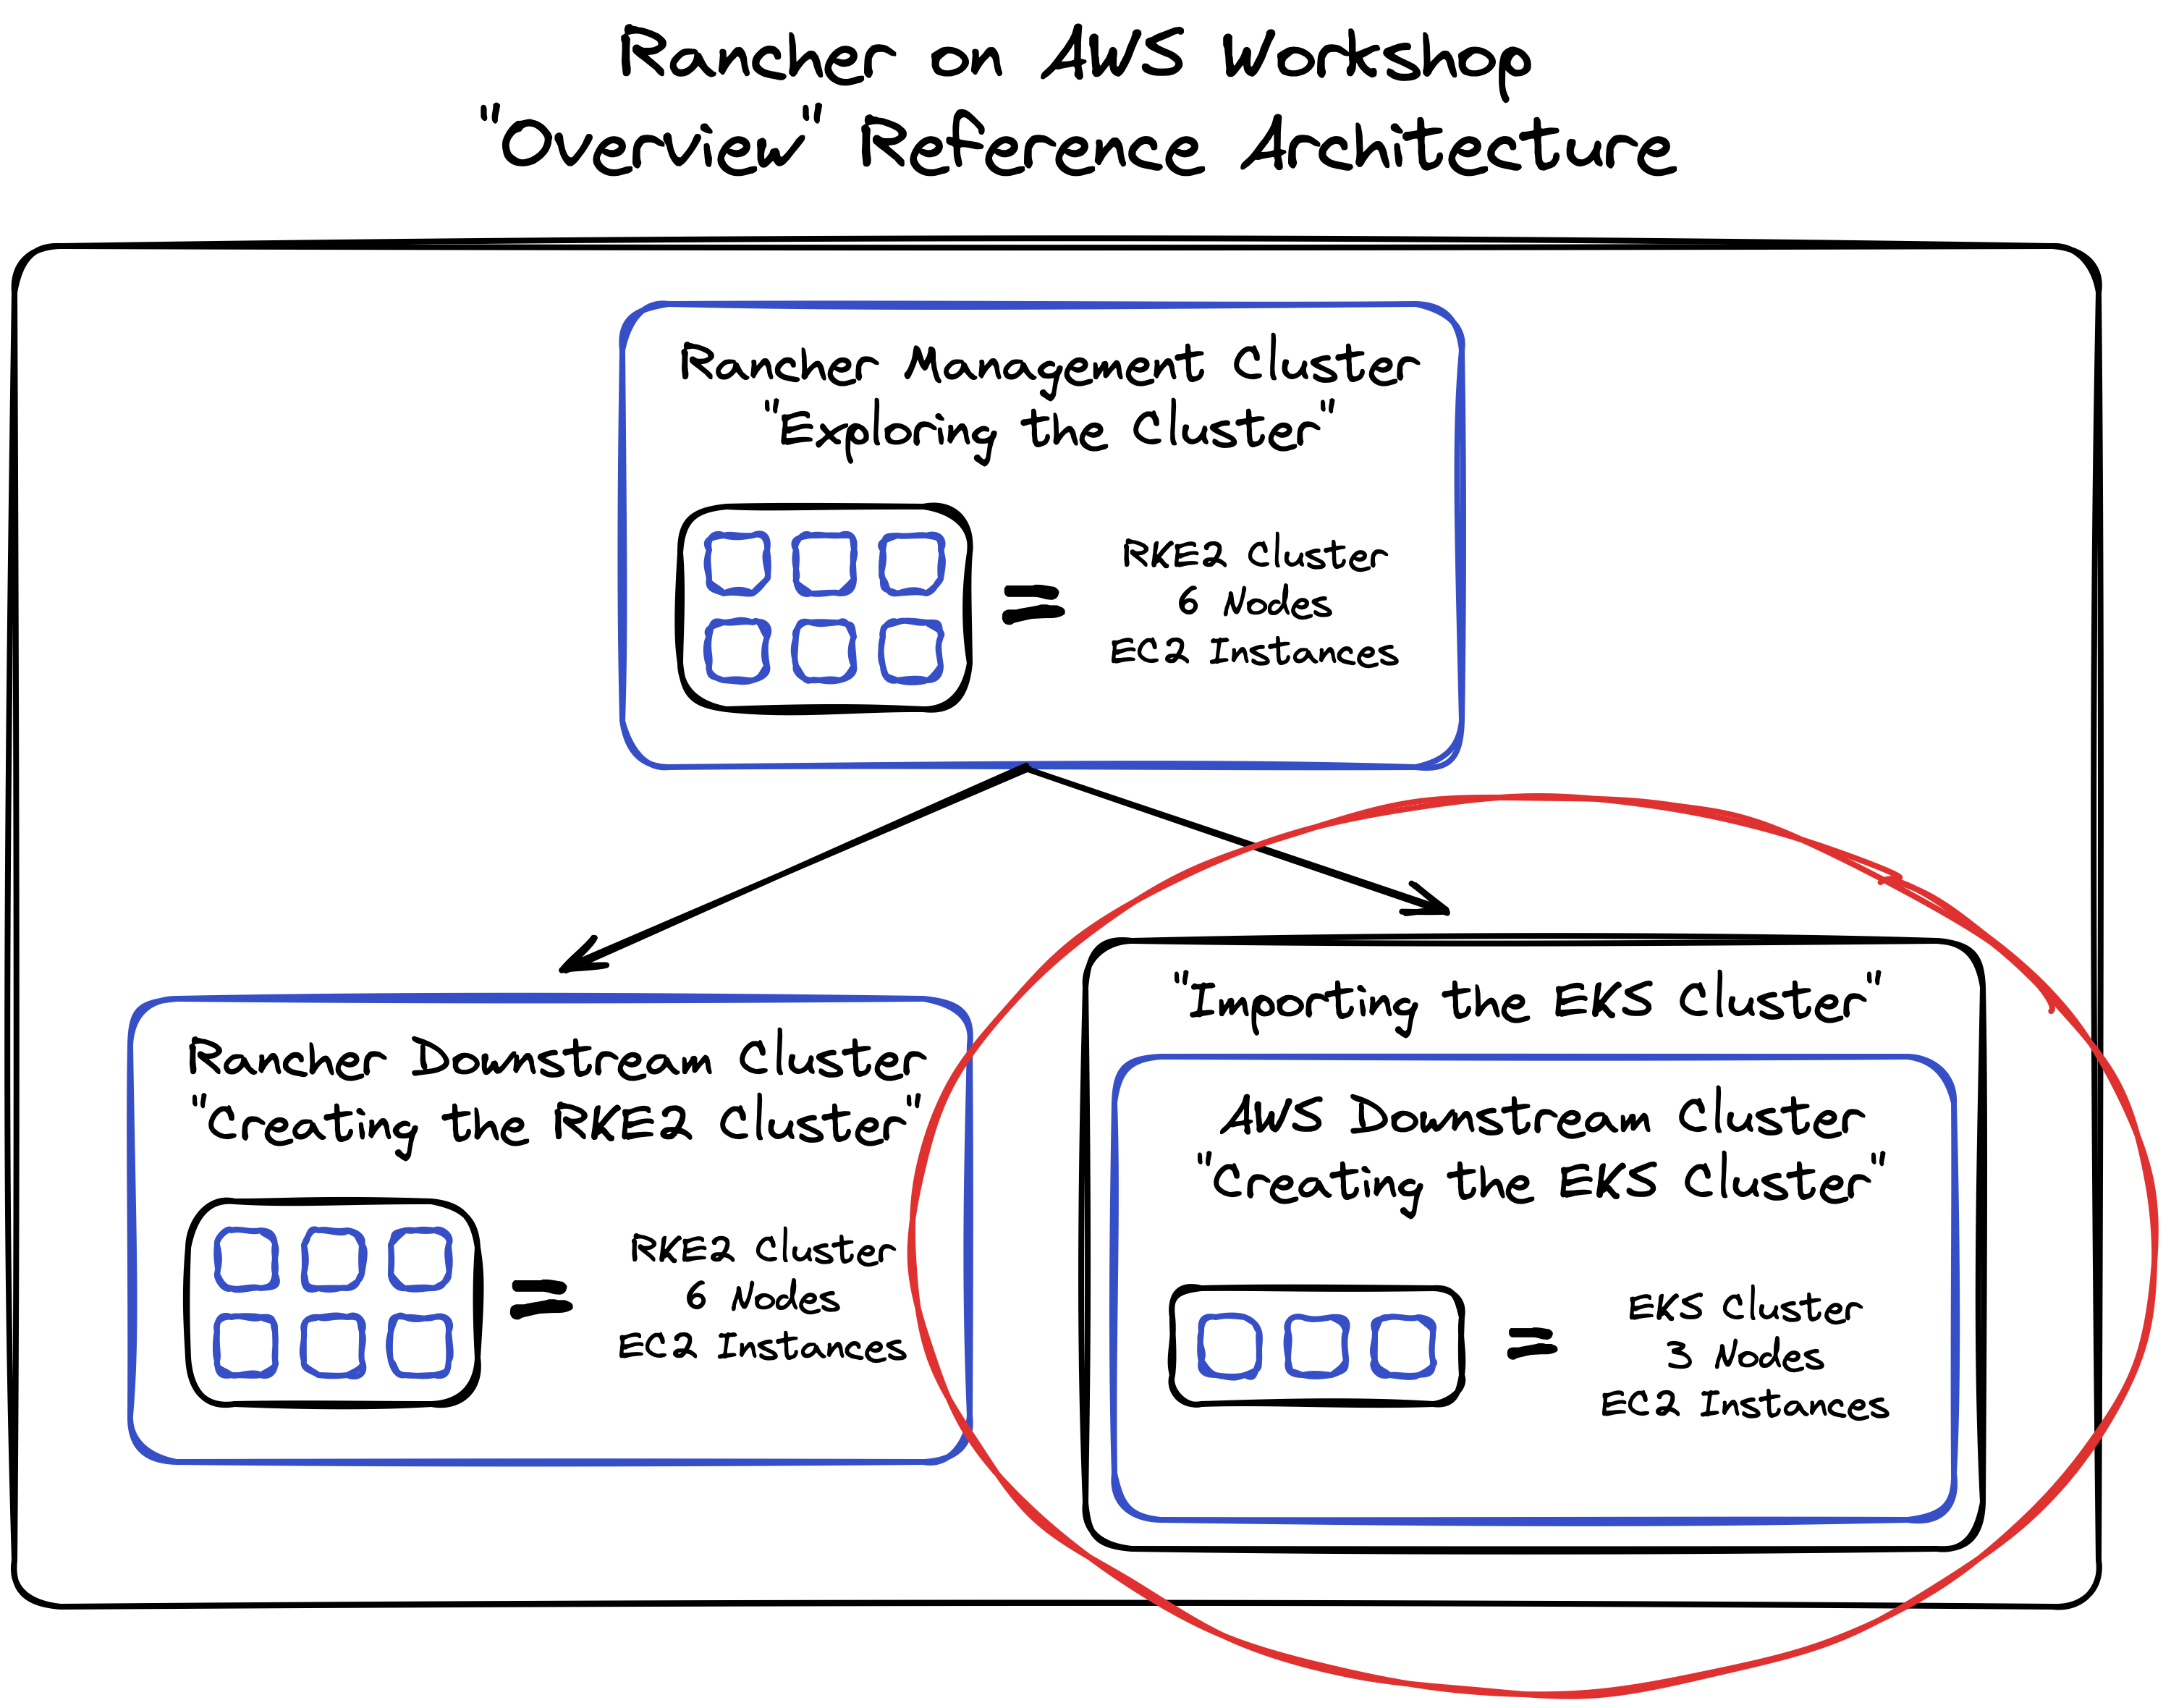 Rancher on AWS Workshop
"Overview" Reference Architecture
Rancher Management Cluster
"Exploring the Cluster"
RKE2 Cluster
6 Nodes
EC2 Instances
Rancher Downstream Cluster
"Creating the RKE2 Cluster"
RKE2 Cluster
6 Nodes
EC2 Instances
"Importing the EKS Cluster"
AWS Downstream Cluster
"Creating the EKS Cluster"
EKS Cluster
3 Nodes
EC2 Instances